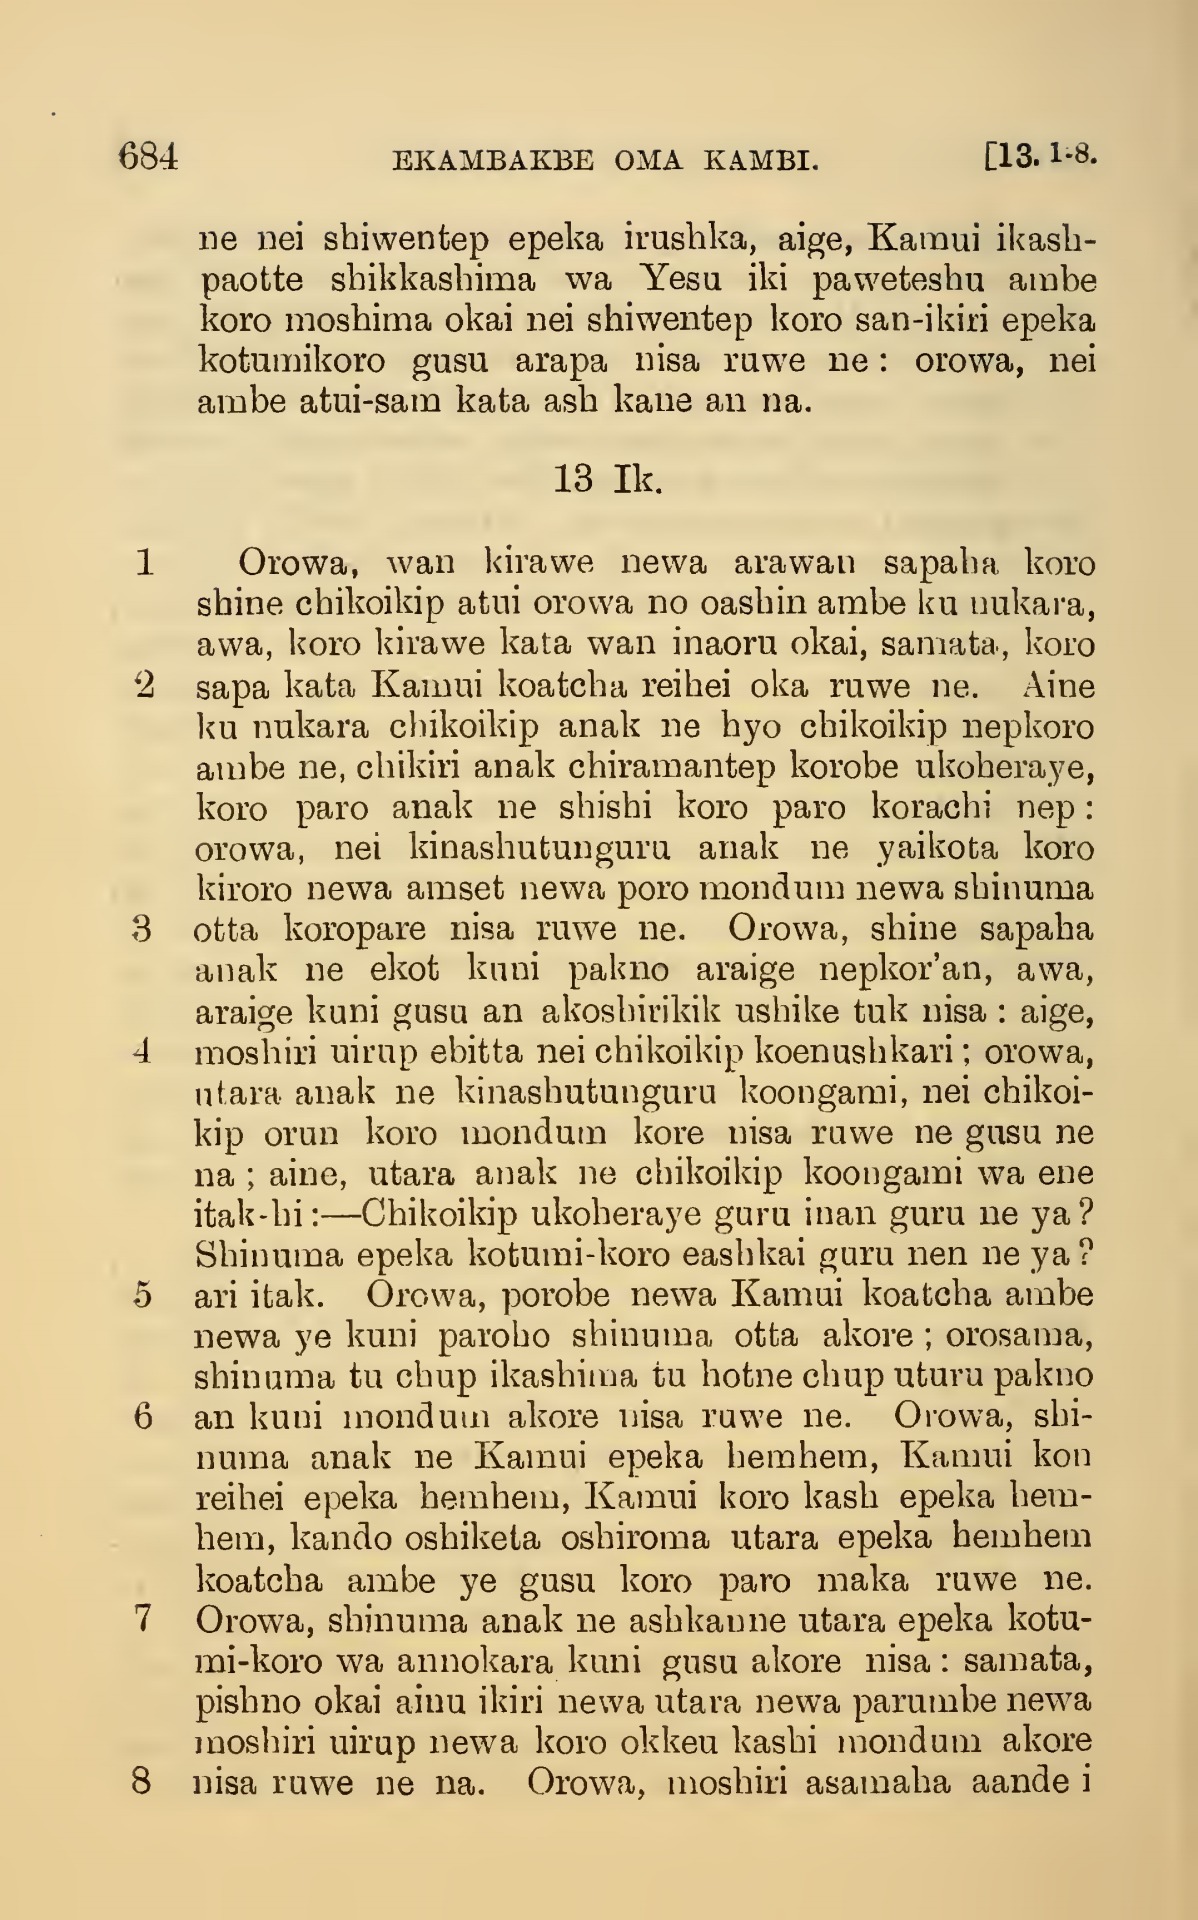 684 EKAMBAKBE OMA KAMBI. [13. 1-8.
ne nei shiwentep epeka irushka, aige, Kamui ikash-
paotte shikkashima wa Yesu iki paweteshu ambe
koro moshima okai nei shiwentep koro san-ikiri epeka
kotumikoro gusu arapa nisa ruwe ne : orowa, nei
ambe atui-sam kata ash kane an na.
13 Ik.
1 Orowa, wan kirawe newa arawan sapaha koro
shine chikoikip atui orowa no oashin ambe ku nukara,
awa, koro kirawe kata wan inaoru okai, samata, koro
2 sapa kata Kamui koatcha reihei oka ruwe ne. Aine
ku nukara chikoikip anak ne hyo chikoikip nepkoro
ambe ne, chikiri anak chiramantep korobe ukoheraye,
koro paro anak ne shishi koro paro korachi nep :
orowa, nei kinashutunguru anak ne yaikota koro
kiroro newa amset newa poro mondum newa shinuma
3 otta koropare nisa ruwe ne. Orowa, shine sapaha
anak ne ekot kuni pakno araige nepkor'an, awa,
araige kuni gusu an akoshirikik ushike tuk nisa : aige,
4 moshiri uirup ebitta nei chikoikip koenushkari ; orowa,
utara anak ne kinashutunguru koongami, nei chikoi-
kip orun koro mondum kore nisa ruwe ne gusu ne
na ; aine, utara anak ne chikoikip koongami wa ene
itak-hi :—Chikoikip ukoheraye guru inan guru ne ya ?
Shinuma epeka kotumi-koro eashkai guru nen ne ya ?
5 ari itak. Orowa, porobe newa Kamui koatcha ambe
newa ye kuni paroho shinuma otta akore ; orosama,
shinuma tu chup ikashima tu hotne chup uturu pakno
6 an kuni mondum akore nisa ruwe ne. Orowa, shi-
numa anak ne Kamui epeka hemhem, Kamui kon
reihei epeka hemhem, Kamui koro kash epeka hem-
hem, kando oshiketa oshiroma utara epeka hemhem
koatcha ambe ye gusu koro paro maka ruwe ne.
7 Orowa, shinuma anak ne ashkanne utara epeka kotu-
mi-koro wa annokara kuni gusu akore nisa : samata,
pishno okai ainu ikiri newa utara newa parumbe newa
moshiri uirup newa koro okkeu kashi mondum akore
8 nisa ruwe ne na. Orowa, moshiri asamaha aande i